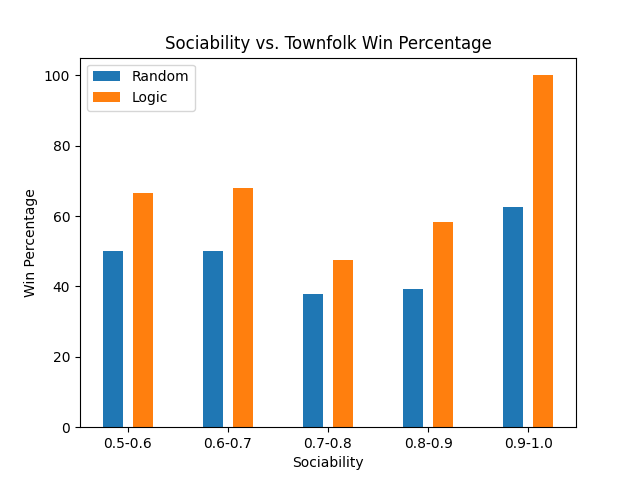 Sociability vs. Townfolk Win Percentage
Random
Logic
100
80
60
40
20
0
Win Percentage
0.5-0.6 0.6-0.7 0.7-0.8 0.8-0.9 0.9-1.0
Sociability